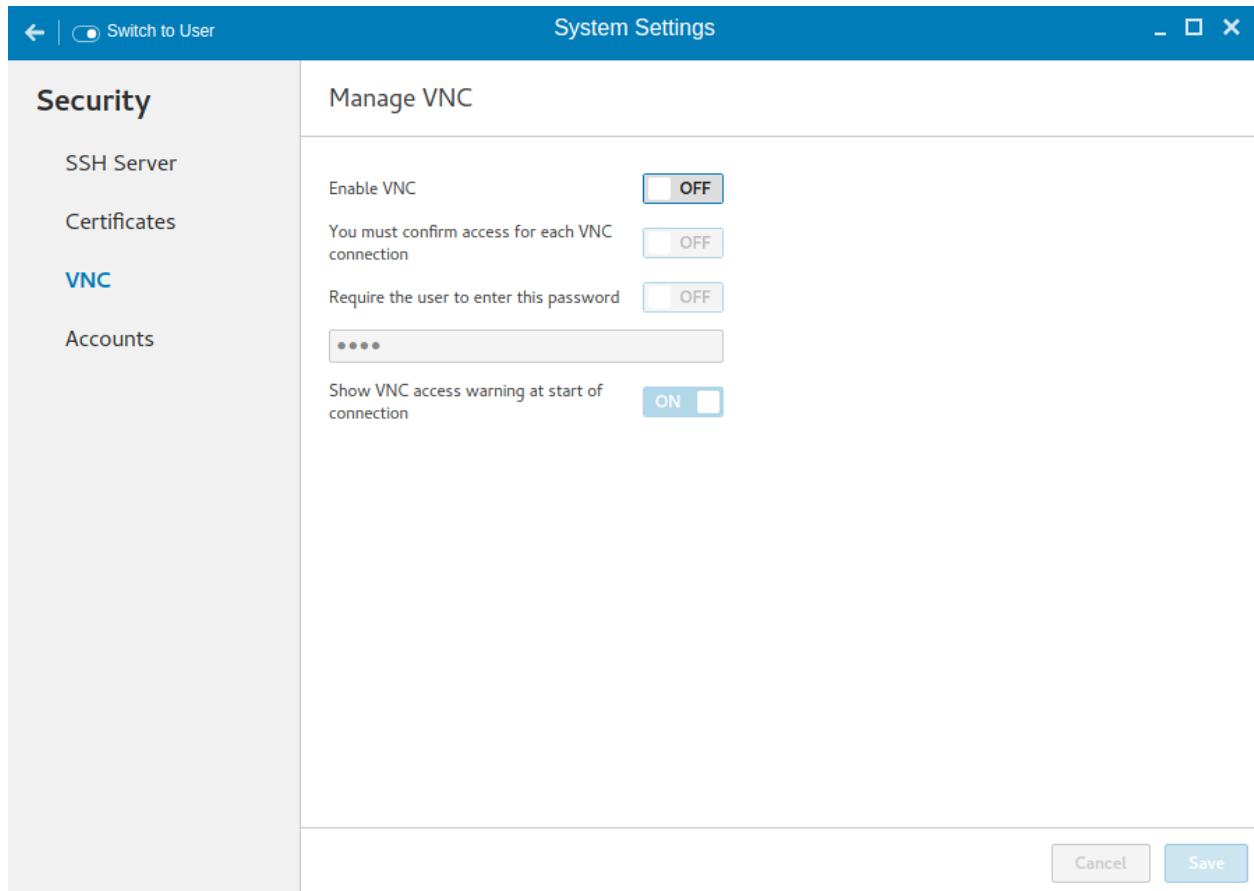 Switch to User
System Settings
Security
SSH Server
Certificates
VNC
Accounts
Manage VNC
Enable VNC
OFF
You must confirm access for each VNC
connection
OFF
Require the user to enter this password
OFF
••••
Show VNC access warning at start of
connection
ON
Cancel
Save